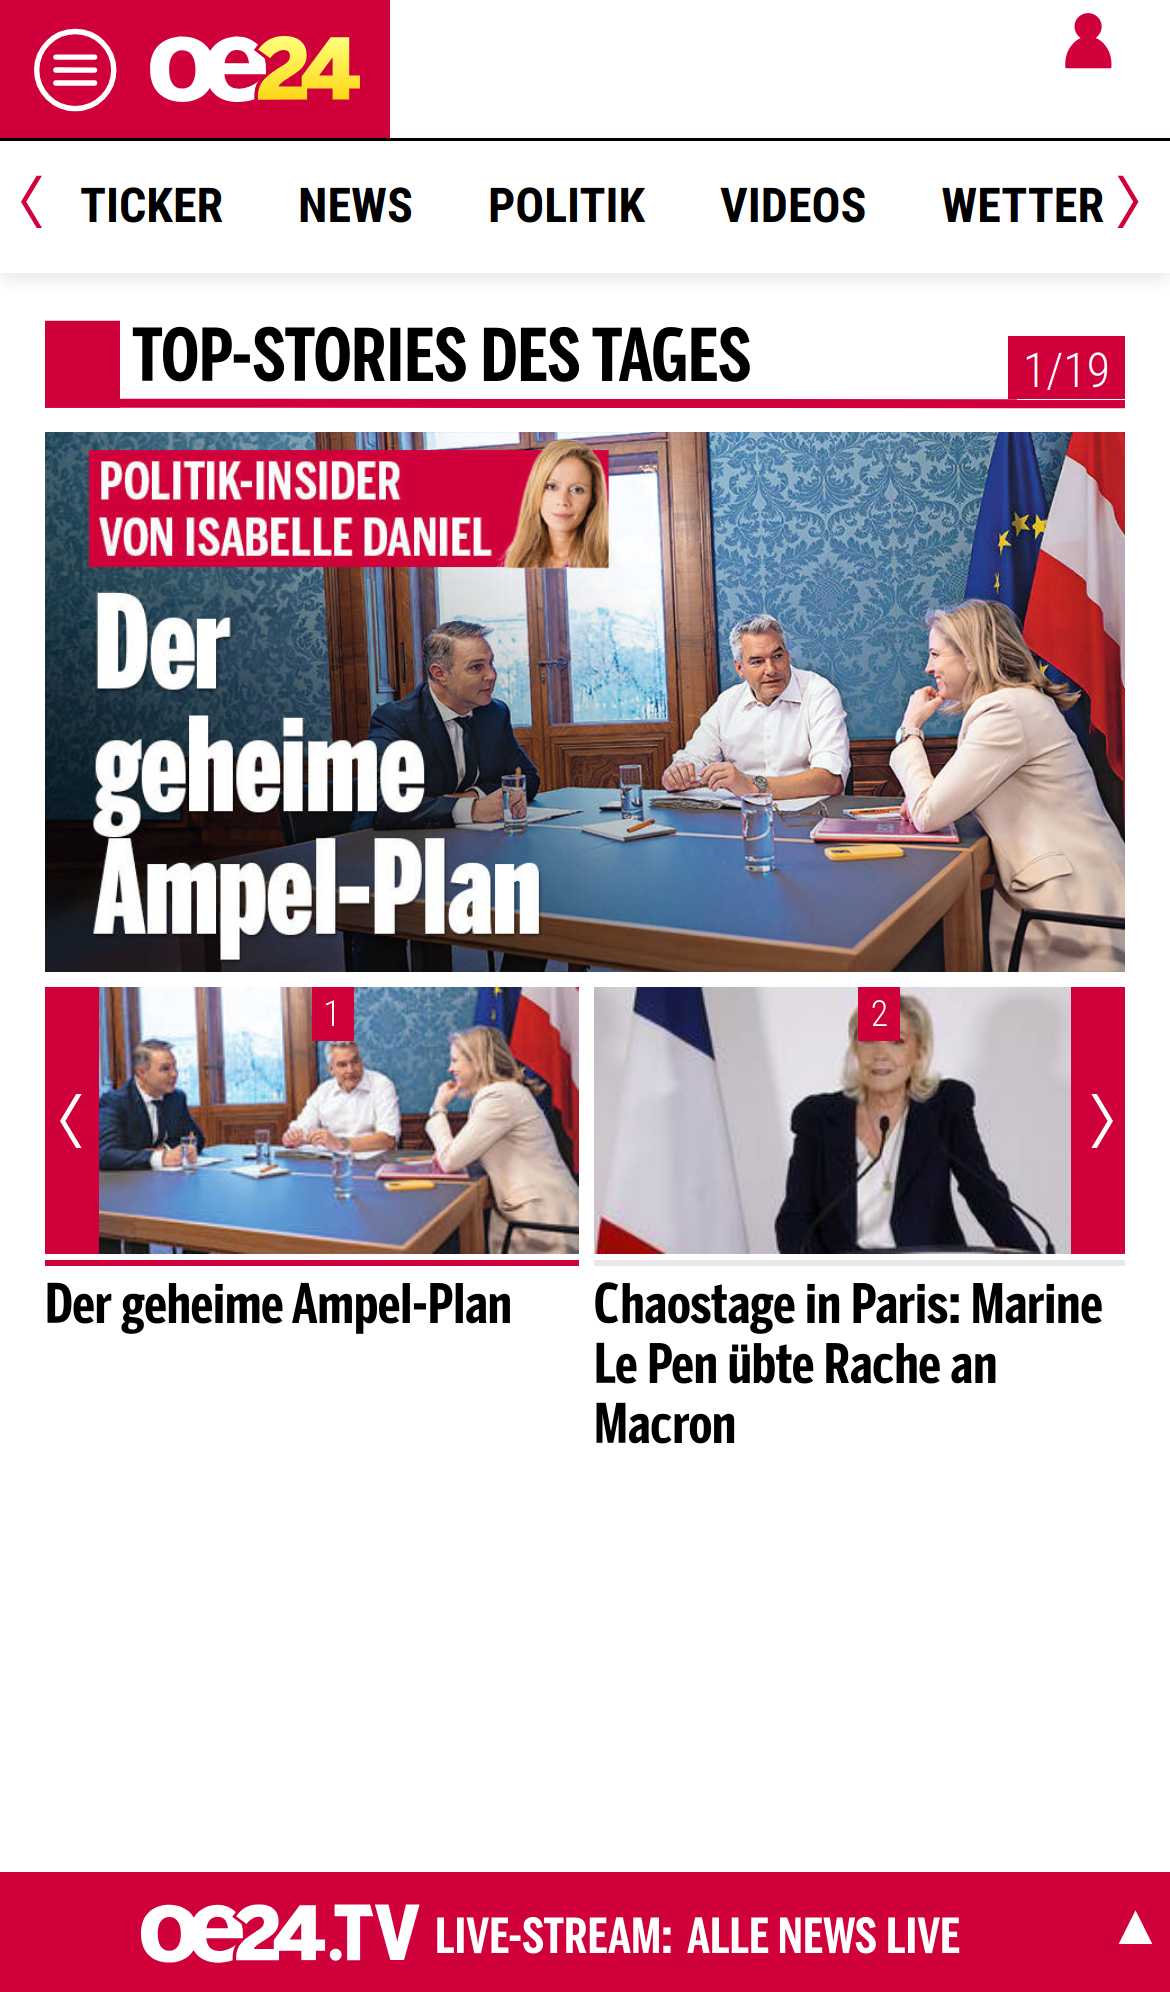 oe24
TICKER NEWS POLITIK VIDEOS WETTER
TOP-STORIES DES TAGES
1/19
POLITIK-INSIDER
VON ISABELLE DANIEL
Der
geheime
Ampel-Plan
1
Der geheime Ampel-Plan
2
Chaostage in Paris: Marine
Le Pen übte Rache an
Macron
oe24.TV LIVE-STREAM: ALLE NEWS LIVE